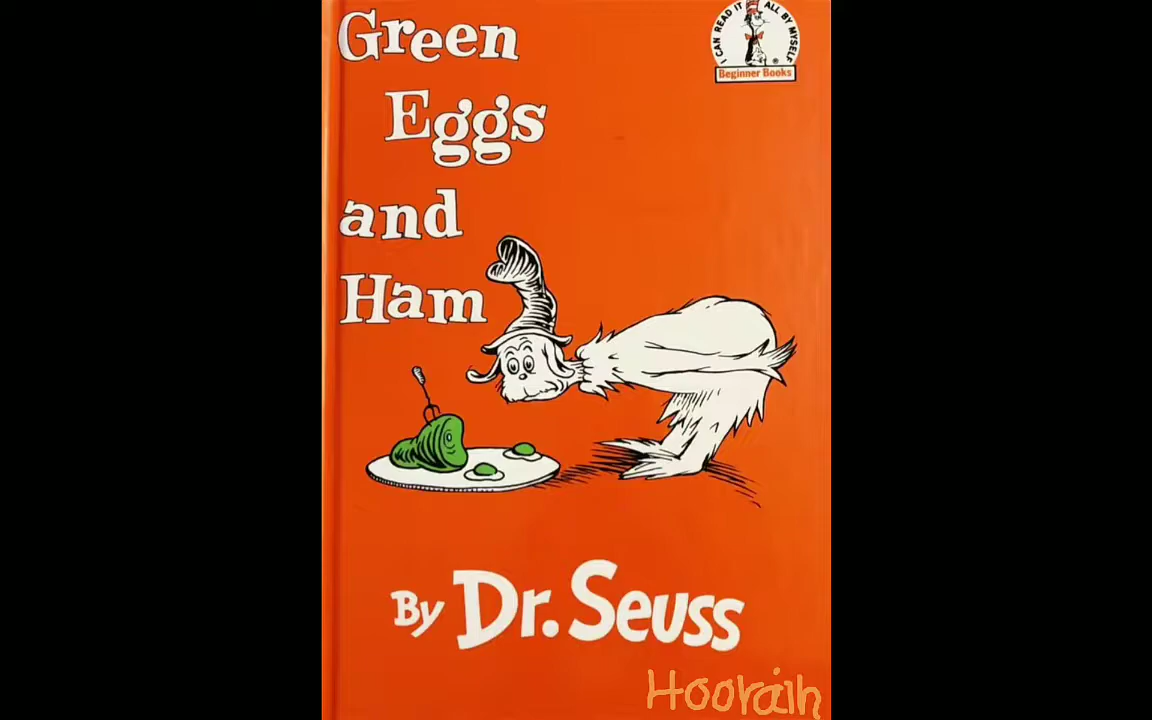 Green
Eggs
and
Ham
I CAN READ IT ALL BY MYSELF
®
Beginner Books
By Dr. Seuss
Hoorain